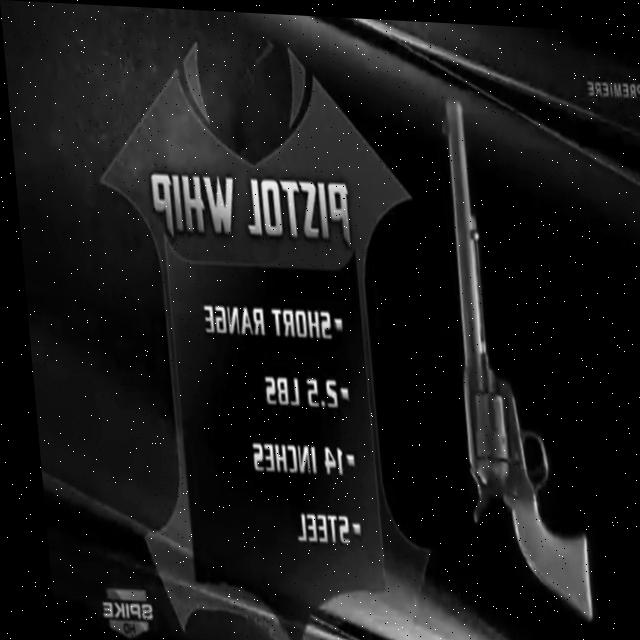 PREMIERE
PISTOL WHIP
SHORT RANGE
2.5 LBS
14 INCHES
STEEL
SPIKE